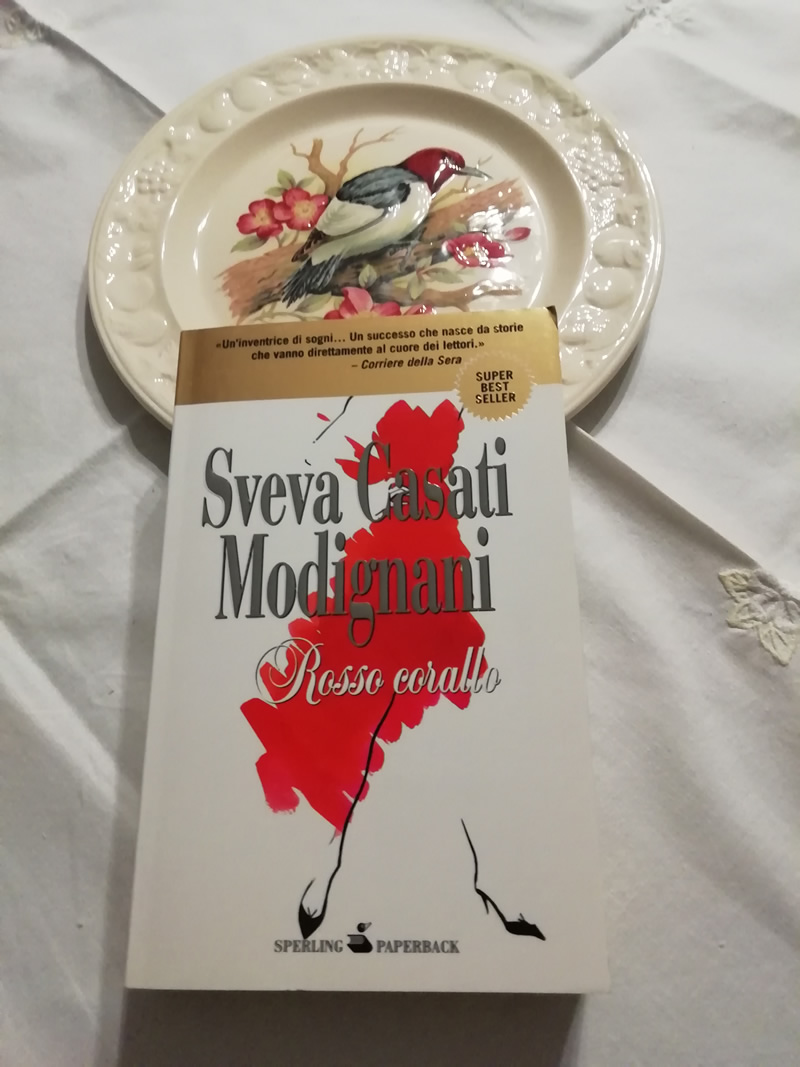 «Un'inventrice di sogni... Un successo che nasce da storie
che vanno direttamente al cuore dei lettori.»
– Corriere della Sera
SUPER
BEST
SELLER
Sveva Casati
Modignani
Rosso corallo
SPERLING PAPERBACK